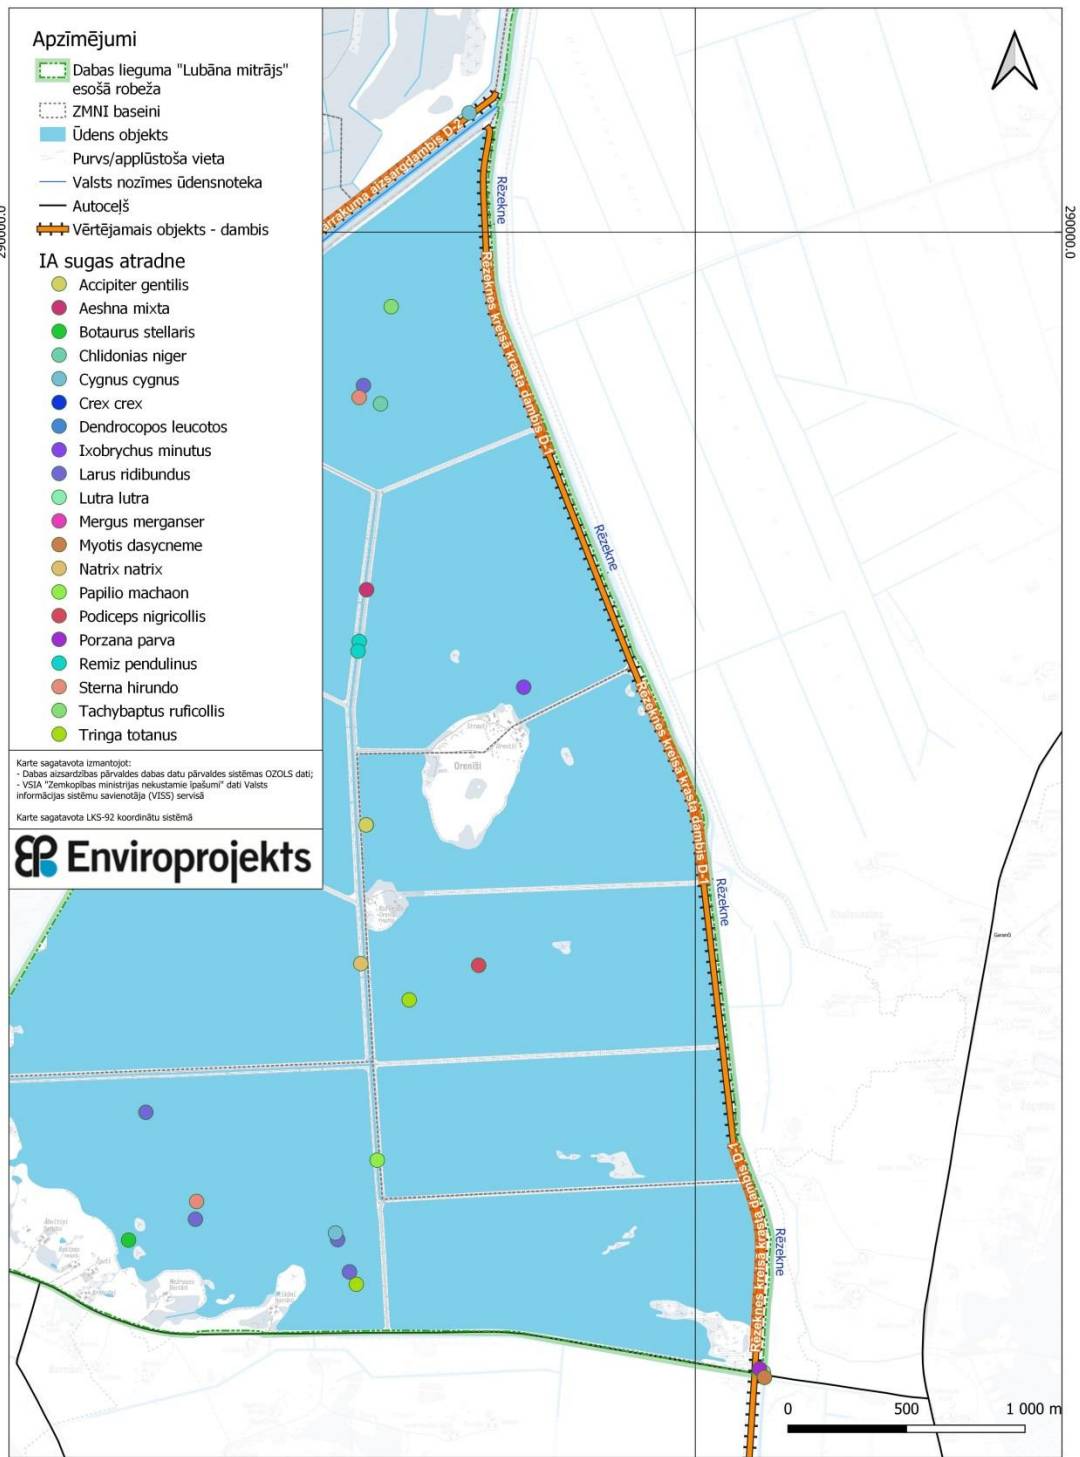 Apzīmējumi
Dabas lieguma "Lubāna mitrājs"
esošā robeža
ZMNI baseini
Ūdens objekts
Purvs/applūstoša vieta
Valsts nozīmes ūdensnoteka
Autoceļš
Vērtējamais objekts - dambis
IA sugas atradne
Accipiter gentilis
Aeshna mixta
Botaurus stellaris
Chlidonias niger
Cygnus cygnus
Crex crex
Dendrocopos leucotos
Ixobrychus minutus
Larus ridibundus
Lutra lutra
Mergus merganser
Myotis dasycneme
Natrix natrix
Papilio machaon
Podiceps nigricollis
Porzana parva
Remiz pendulinus
Sterna hirundo
Tachybaptus ruficollis
Tringa totanus
Karte sagatavota izmantojot:
- Dabas aizsardzības pārvaldes dabas datu pārvaldes sistēmas OZOLS dati;
- VSIA "Zemkopības ministrijas nekustamie īpašumi" dati Valsts
informācijas sistēmu savienotāja (VISS) servisā
Karte sagatavota LKS-92 koordinātu sistēmā
Enviroprojekts
290000.0
290000.0
aizsargdambis D-2
Rēzekne
Rēzeknes kreisā krasta dambis D-1
Rēzekne
Rēzeknes kreisā krasta dambis D-1
Orenīši
Rēzekne
Rēzekne
Rēzeknes kreisā krasta dambis D-1
0 500 1 000 m